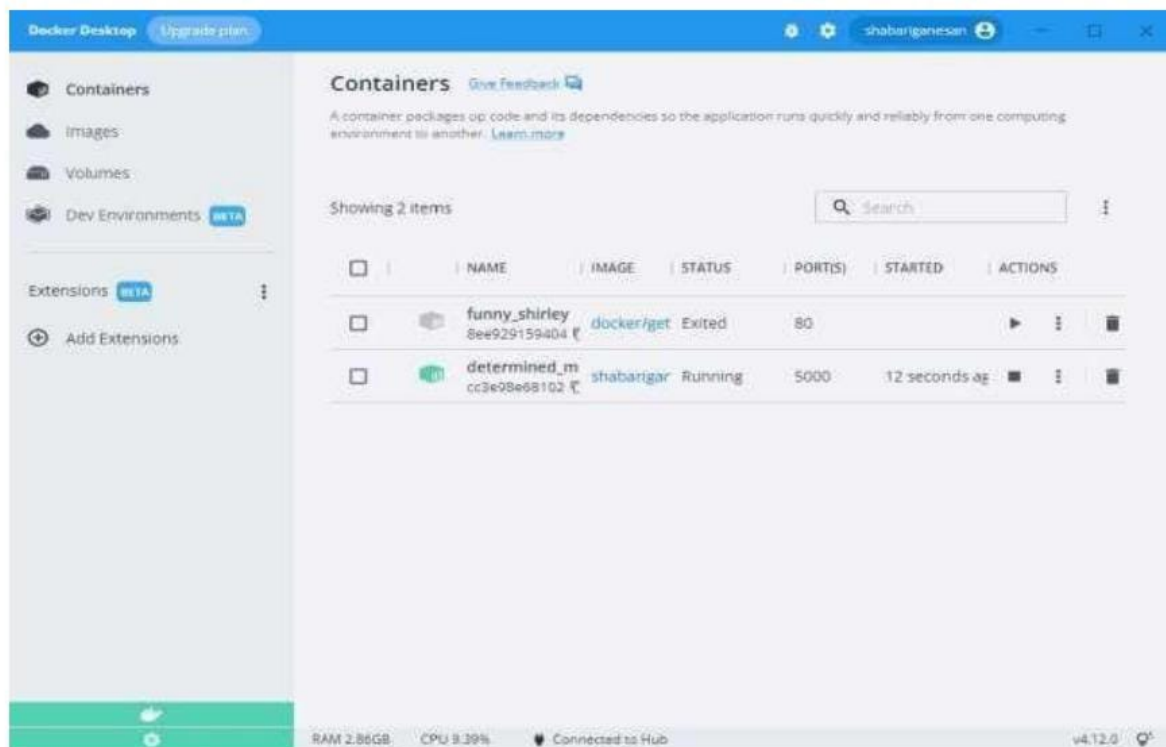 Docker Desktop Upgrade plan shabariganesan
Containers
Images
Volumes
Dev Environments BETA
Extensions BETA
Add Extensions
Containers Give Feedback
A container packages up code and its dependencies so the application runs quickly and reliably from one computing
environment to another. Learn more
Showing 2 items
Search
NAME IMAGE STATUS PORT(S) STARTED ACTIONS
funny_shirley docker/get Exited 80
8ee929159404
determined_m shabarigar Running 5000 12 seconds ag
cc3e98e68102
RAM 2.86GB CPU 9.39% Connected to Hub v4.12.0